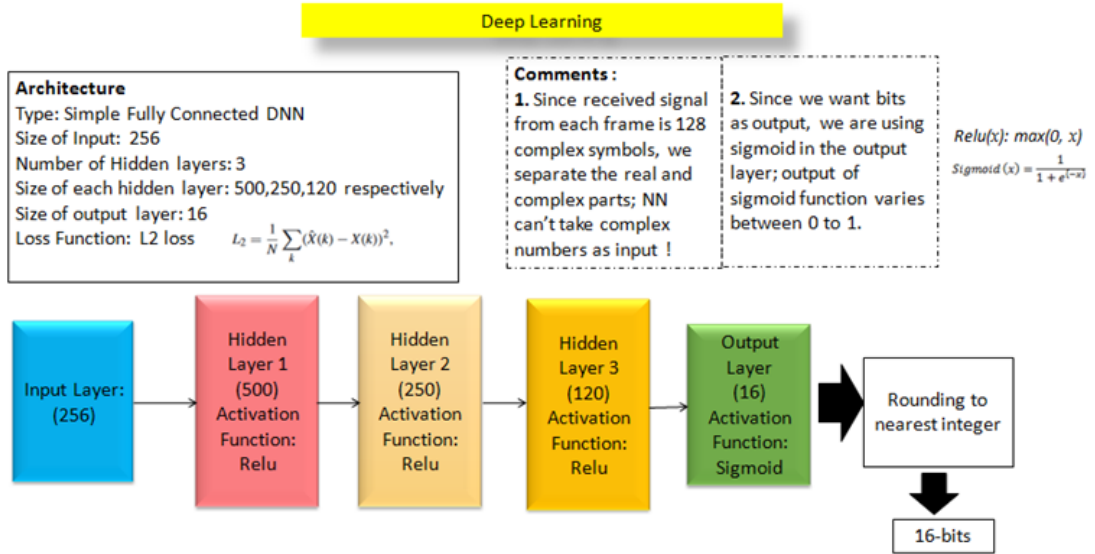 Deep Learning
Architecture
Type: Simple Fully Connected DNN
Size of Input: 256
Number of Hidden layers: 3
Size of each hidden layer: 500,250,120 respectively
Size of output layer: 16
Loss Function: L2 loss L₂ = 1/N ∑ₖ (X̂(k) − X(k))²,
Comments :
1. Since received signal
from each frame is 128
complex symbols, we
separate the real and
complex parts; NN
can't take complex
numbers as input !
2. Since we want bits
as output, we are using
sigmoid in the output
layer; output of
sigmoid function varies
between 0 to 1.
Relu(x): max(0, x)
Sigmoid (x) = 1/(1 + e^(−x))
Input Layer:
(256)
Hidden
Layer 1
(500)
Activation
Function:
Relu
Hidden
Layer 2
(250)
Activation
Function:
Relu
Hidden
Layer 3
(120)
Activation
Function:
Relu
Output
Layer
(16)
Activation
Function:
Sigmoid
Rounding to
nearest integer
16-bits